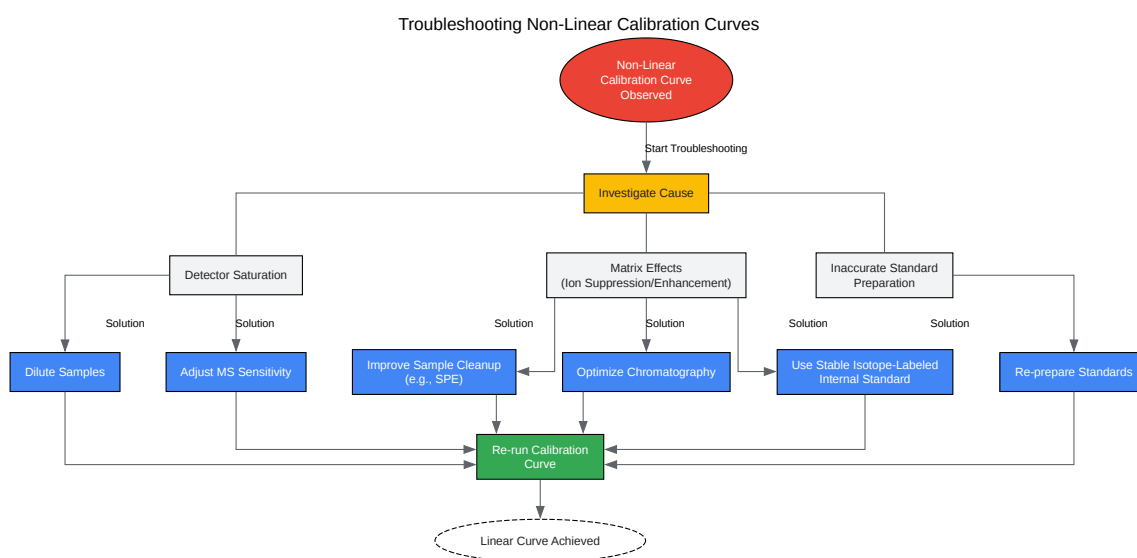 Troubleshooting Non-Linear Calibration Curves
Non-Linear
Calibration Curve
Observed
Start Troubleshooting
Investigate Cause
Detector Saturation
Matrix Effects
(Ion Suppression/Enhancement)
Inaccurate Standard
Preparation
Solution
Solution
Solution
Solution
Solution
Solution
Dilute Samples
Adjust MS Sensitivity
Improve Sample Cleanup
(e.g., SPE)
Optimize Chromatography
Use Stable Isotope-Labeled
Internal Standard
Re-prepare Standards
Re-run Calibration
Curve
Linear Curve Achieved